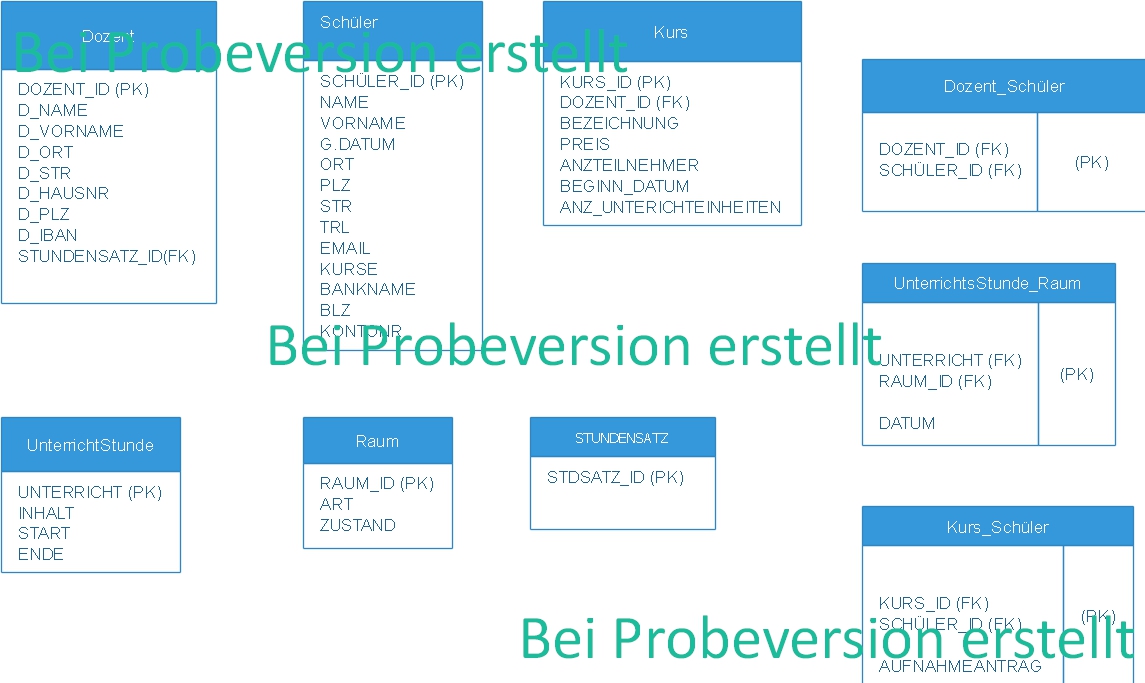 Dozent
DOZENT_ID (PK)
D_NAME
D_VORNAME
D_ORT
D_STR
D_HAUSNR
D_PLZ
D_IBAN
STUNDENSATZ_ID(FK)
Schüler
SCHÜLER_ID (PK)
NAME
VORNAME
G.DATUM
ORT
PLZ
STR
TRL
EMAIL
KURSE
BANKNAME
BLZ
KONTONR
Kurs
KURS_ID (PK)
DOZENT_ID (FK)
BEZEICHNUNG
PREIS
ANZTEILNEHMER
BEGINN_DATUM
ANZ_UNTERICHTEINHEITEN
Dozent_Schüler
DOZENT_ID (FK)
SCHÜLER_ID (FK)
(PK)
Bei Probeversion erstellt
UnterrichtsStunde_Raum
UNTERRICHT (FK)
RAUM_ID (FK)
DATUM
(PK)
Bei Probeversion erstellt
UnterrichtStunde
UNTERRICHT (PK)
INHALT
START
ENDE
Raum
RAUM_ID (PK)
ART
ZUSTAND
STUNDENSATZ
STDSATZ_ID (PK)
Kurs_Schüler
KURS_ID (FK)
SCHÜLER_ID (FK)
AUFNAHMEANTRAG
(PK)
Bei Probeversion erstellt